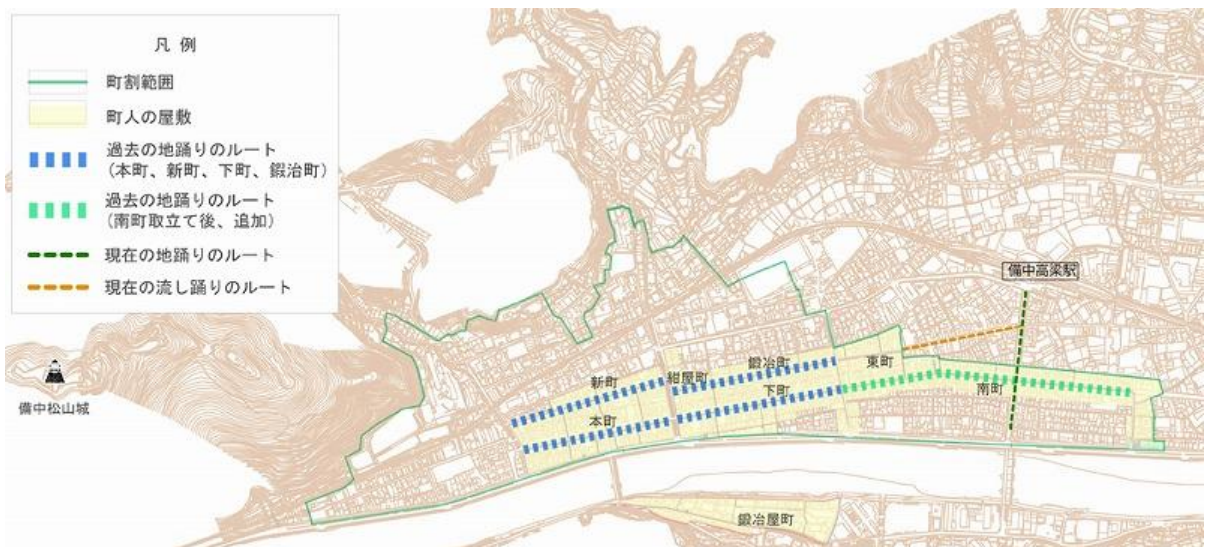 凡 例
町割範囲
町人の屋敷
過去の地踊りのルート
(本町、新町、下町、鍛冶町)
過去の地踊りのルート
(南町取立て後、追加)
現在の地踊りのルート
現在の流し踊りのルート
備中高梁駅
備中松山城
新町
紺屋町
鍛冶町
東町
本町
下町
南町
鍛冶屋町